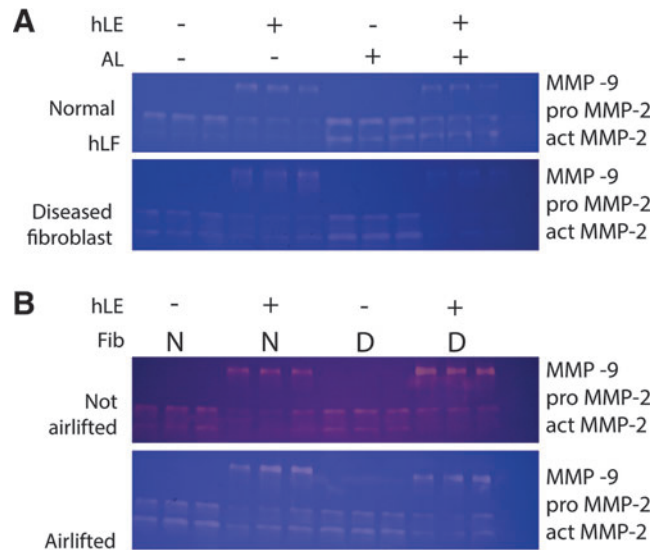 A
hLE - + - +
AL - - + +
Normal
hLF
MMP -9
pro MMP-2
act MMP-2
Diseased
fibroblast
MMP -9
pro MMP-2
act MMP-2
B
hLE - + - +
Fib N N D D
Not
airlifted
MMP -9
pro MMP-2
act MMP-2
Airlifted
MMP -9
pro MMP-2
act MMP-2